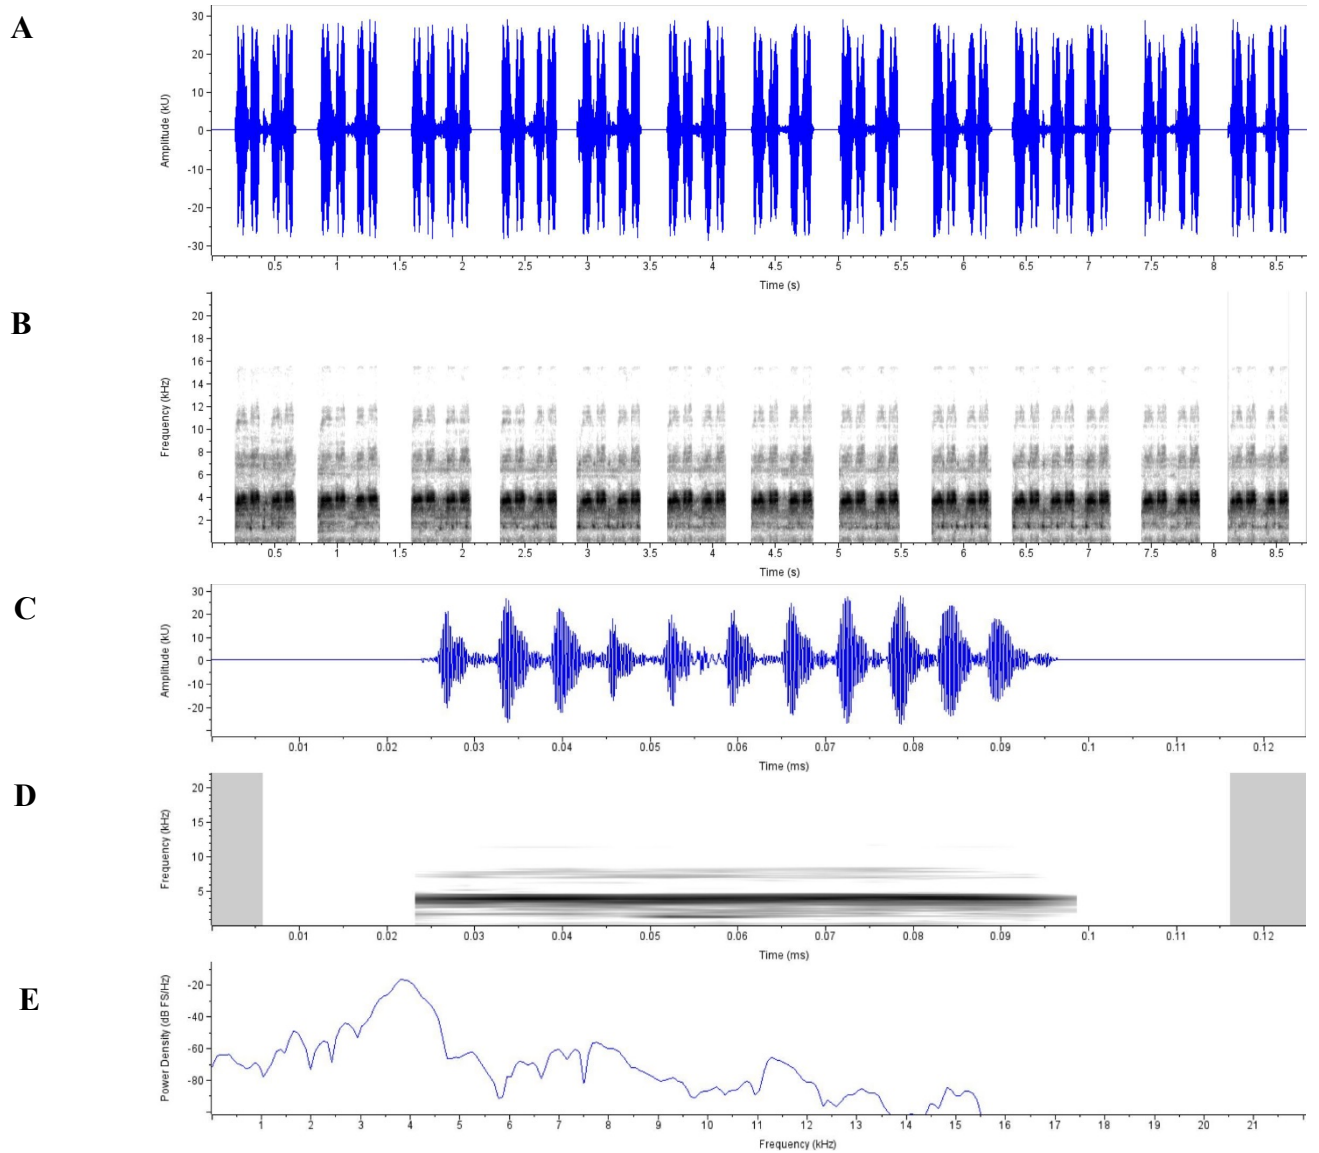 A
Amplitude (kU)
30
20
10
0
-10
-20
-30
0.5 1 1.5 2 2.5 3 3.5 4 4.5 5 5.5 6 6.5 7 7.5 8 8.5
Time (s)
B
Frequency (kHz)
20
18
16
14
12
10
8
6
4
2
0.5 1 1.5 2 2.5 3 3.5 4 4.5 5 5.5 6 6.5 7 7.5 8 8.5
Time (s)
C
Amplitude (kU)
30
20
10
0
-10
-20
0.01 0.02 0.03 0.04 0.05 0.06 0.07 0.08 0.09 0.1 0.11 0.12
Time (ms)
D
Frequency (kHz)
20
15
10
5
0.01 0.02 0.03 0.04 0.05 0.06 0.07 0.08 0.09 0.1 0.11 0.12
Time (ms)
E
Power Density (dB FS/Hz)
-20
-40
-60
-80
1 2 3 4 5 6 7 8 9 10 11 12 13 14 15 16 17 18 19 20 21
Frequency (kHz)